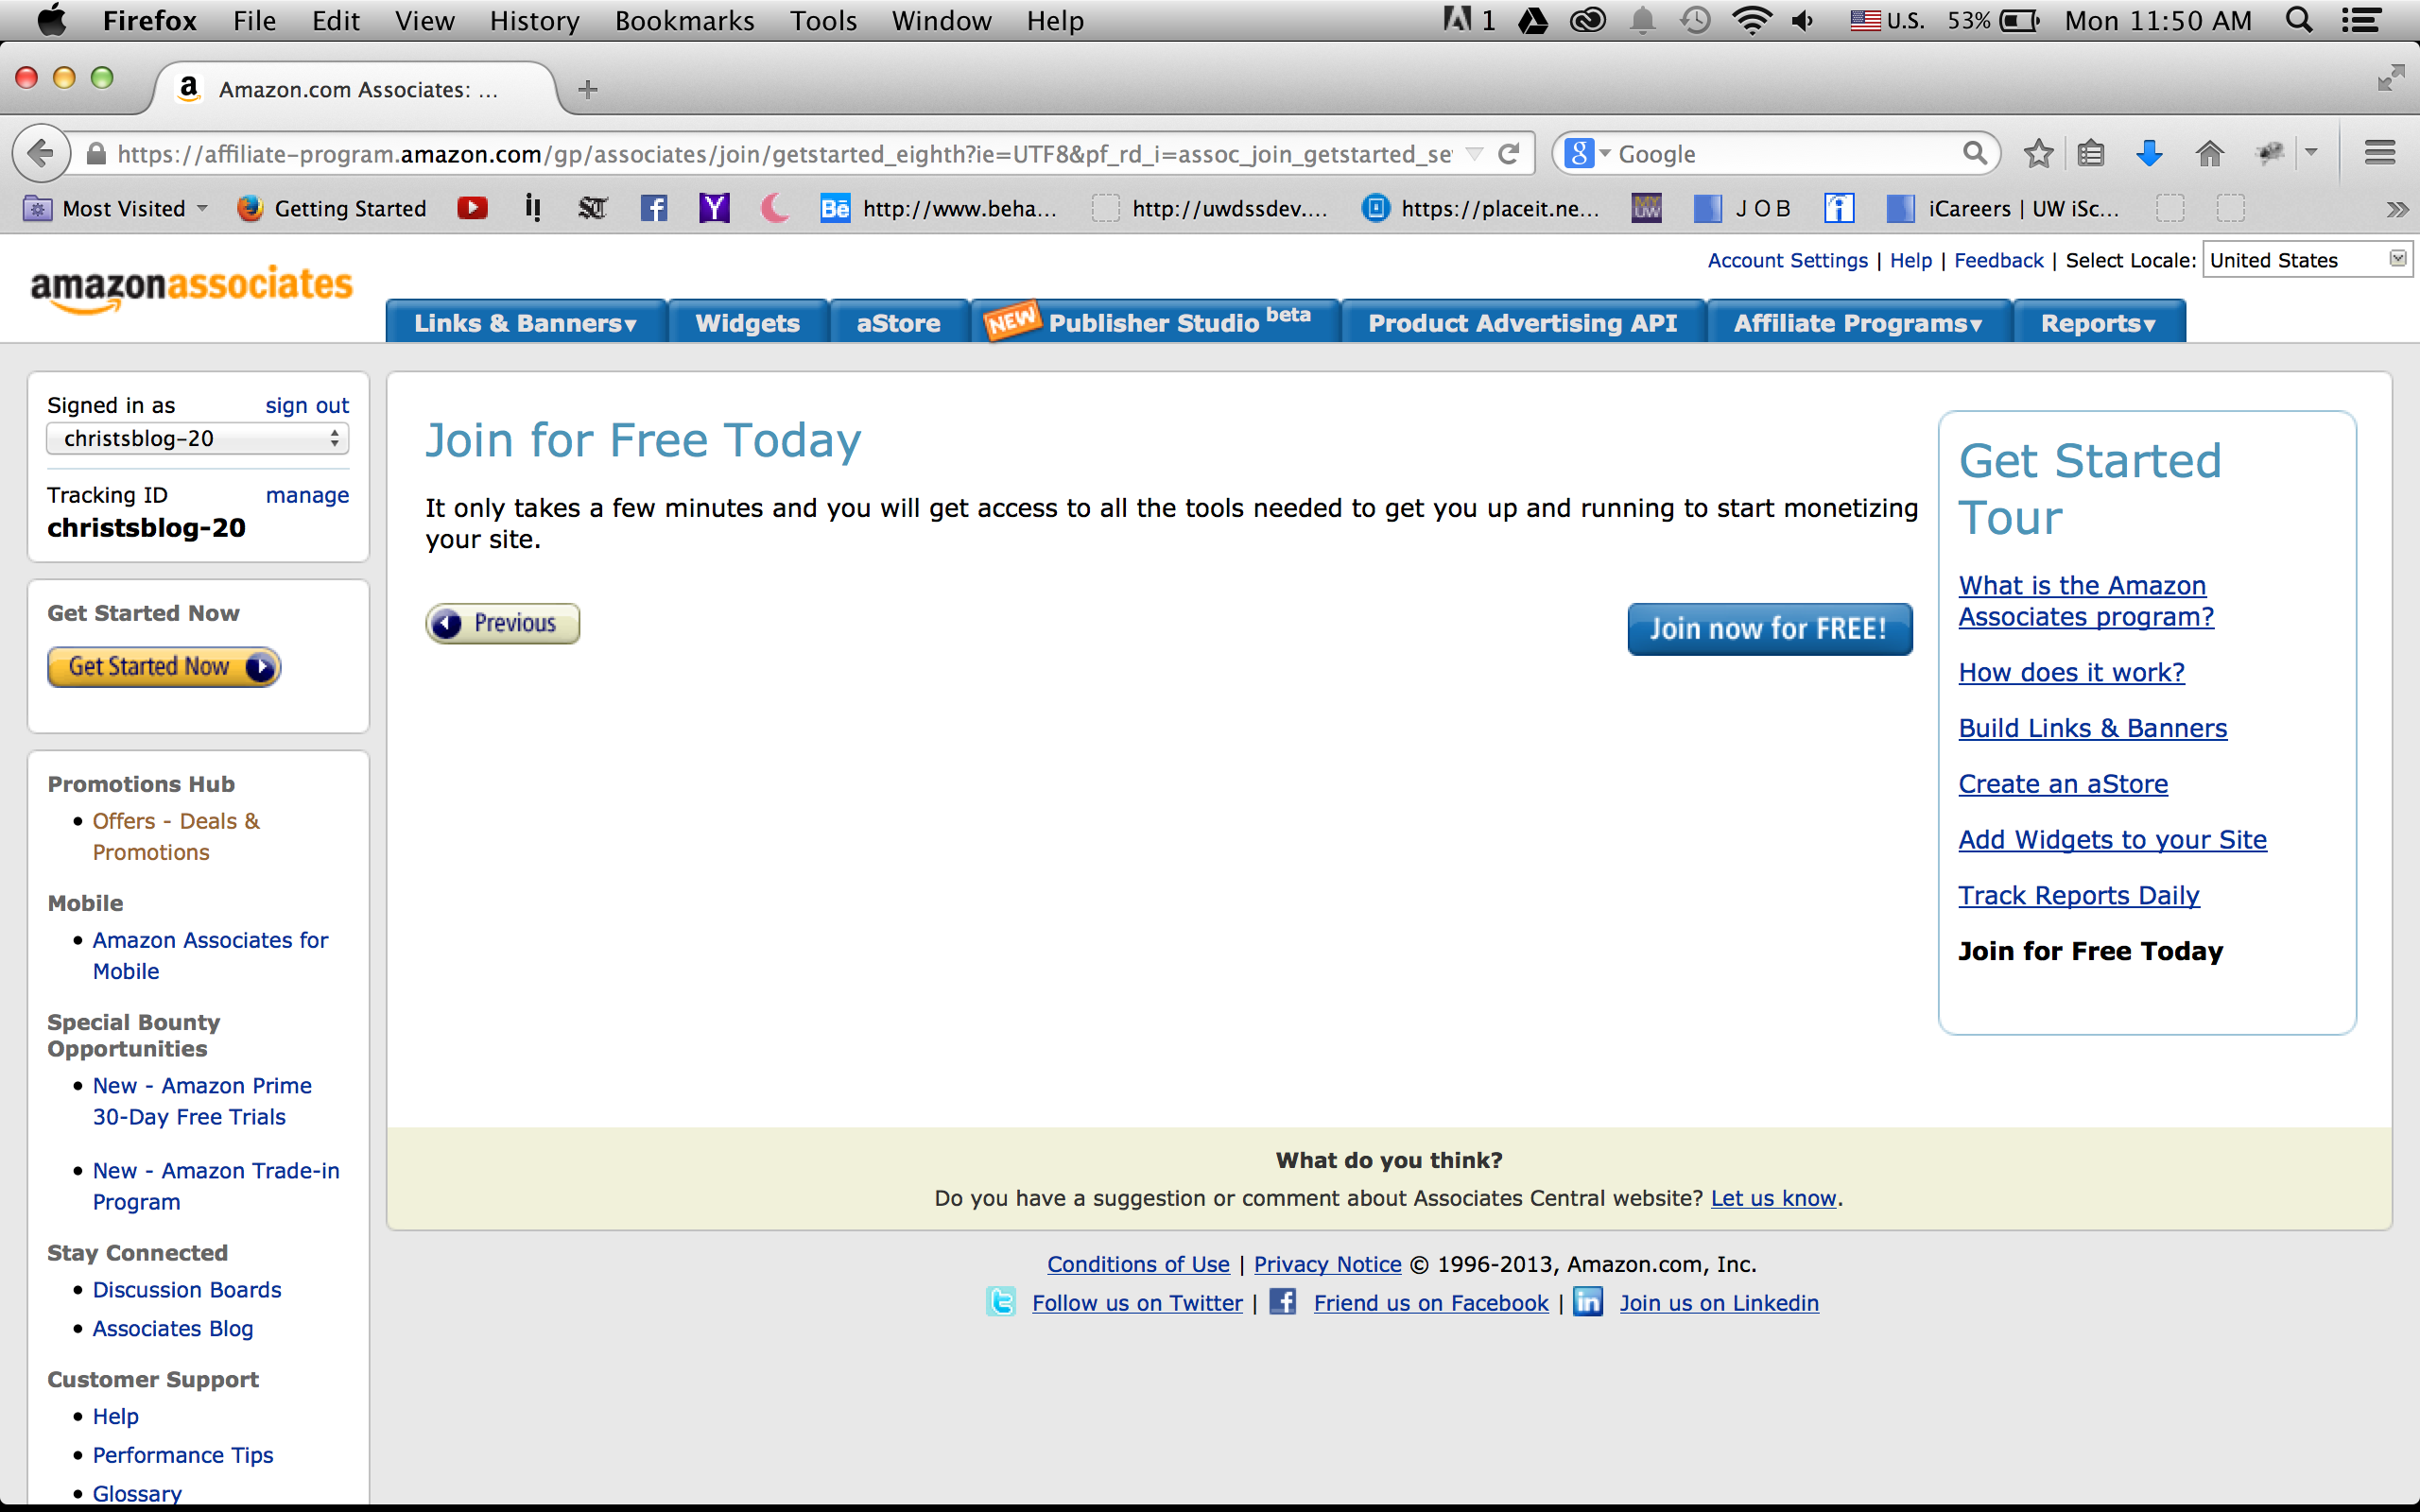 Firefox File Edit View History Bookmarks Tools Window Help 1 U.S. 53% Mon 11:50 AM
a Amazon.com Associates: ... +
https://affiliate-program.amazon.com/gp/associates/join/getstarted_eighth?ie=UTF8&pf_rd_i=assoc_join_getstarted_se g Google
Most Visited Getting Started Y Bē http://www.beha... http://uwdssdev.... https://placeit.ne... MY UW J O B iCareers | UW iSc... »
Account Settings | Help | Feedback | Select Locale: United States
amazonassociates
Links & Banners▾ Widgets aStore NEW Publisher Studio beta Product Advertising API Affiliate Programs▾ Reports▾
Signed in as sign out
christsblog-20
Tracking ID manage
christsblog-20
Get Started Now
Get Started Now
Promotions Hub
• Offers - Deals &
Promotions
Mobile
• Amazon Associates for
Mobile
Special Bounty
Opportunities
• New - Amazon Prime
30-Day Free Trials
• New - Amazon Trade-in
Program
Stay Connected
• Discussion Boards
• Associates Blog
Customer Support
• Help
• Performance Tips
• Glossary
Join for Free Today
It only takes a few minutes and you will get access to all the tools needed to get you up and running to start monetizing
your site.
Previous
Join now for FREE!
Get Started
Tour
What is the Amazon
Associates program?
How does it work?
Build Links & Banners
Create an aStore
Add Widgets to your Site
Track Reports Daily
Join for Free Today
What do you think?
Do you have a suggestion or comment about Associates Central website? Let us know.
Conditions of Use | Privacy Notice © 1996-2013, Amazon.com, Inc.
Follow us on Twitter | f Friend us on Facebook | in Join us on Linkedin